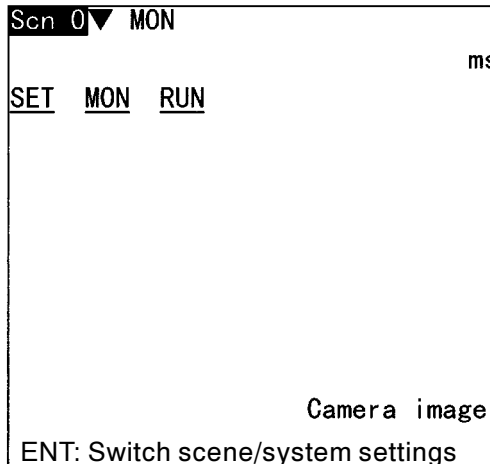 Scn 0▼ MON
ms
SET MON RUN
Camera image
ENT: Switch scene/system settings